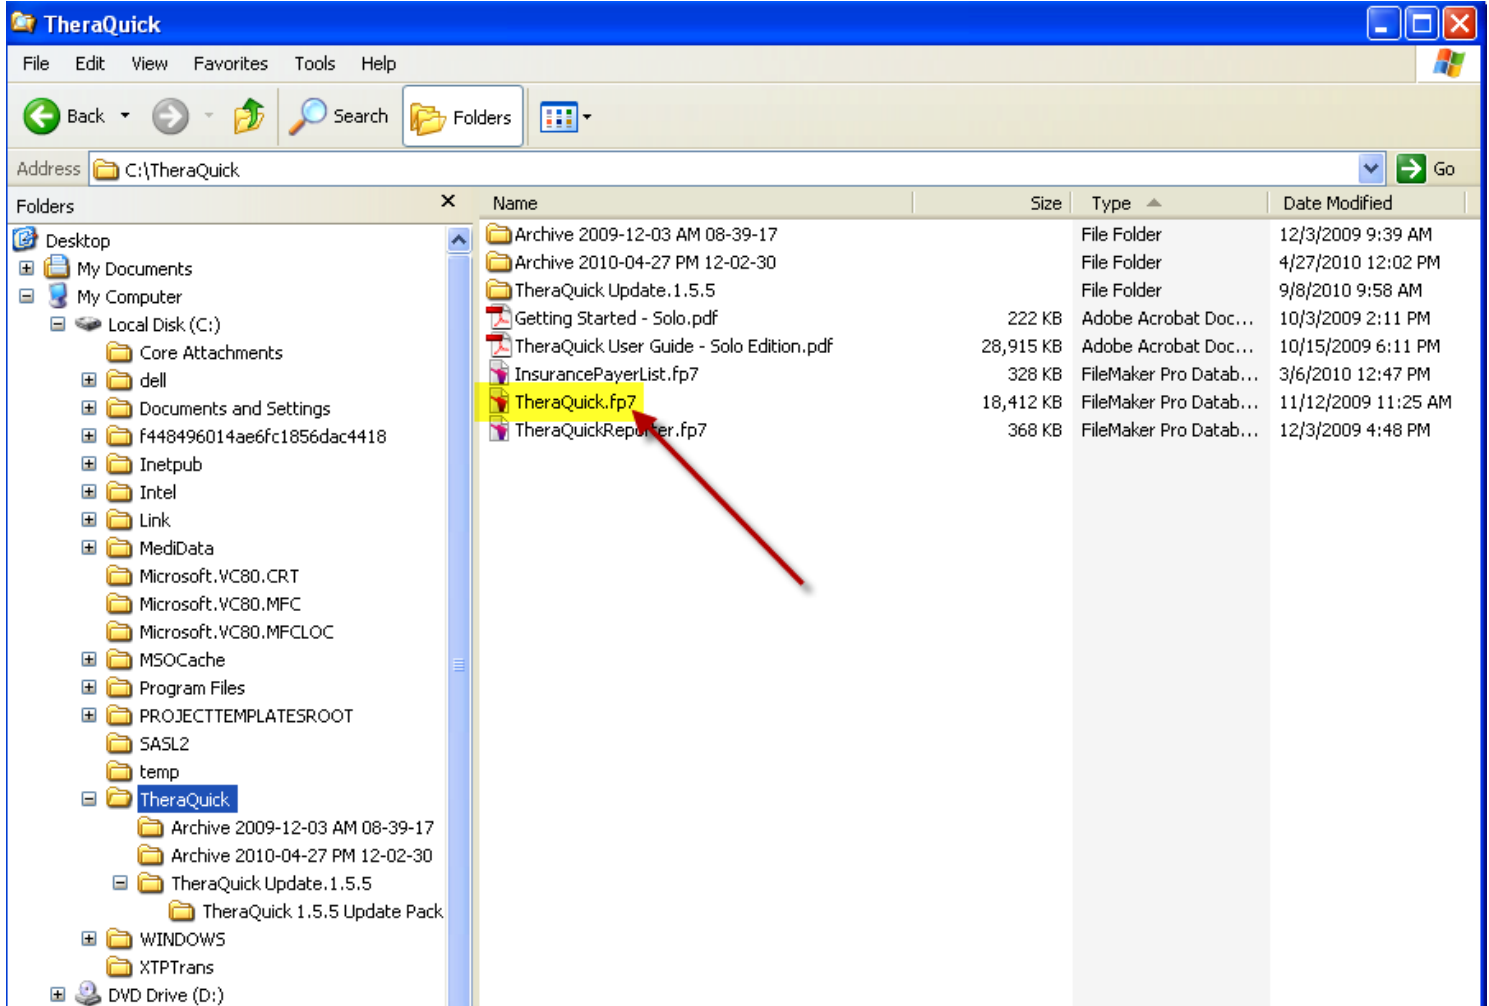 TheraQuick
File Edit View Favorites Tools Help
Back Search Folders
Address C:\TheraQuick Go
Folders
Desktop
My Documents
My Computer
Local Disk (C:)
Core Attachments
dell
Documents and Settings
f448496014ae6fc1856dac4418
Inetpub
Intel
Link
MediData
Microsoft.VC80.CRT
Microsoft.VC80.MFC
Microsoft.VC80.MFCLOC
MSOCache
Program Files
PROJECTTEMPLATESROOT
SASL2
temp
TheraQuick
Archive 2009-12-03 AM 08-39-17
Archive 2010-04-27 PM 12-02-30
TheraQuick Update.1.5.5
TheraQuick 1.5.5 Update Pack
WINDOWS
XTPTrans
DVD Drive (D:)
Name Size Type Date Modified
Archive 2009-12-03 AM 08-39-17 File Folder 12/3/2009 9:39 AM
Archive 2010-04-27 PM 12-02-30 File Folder 4/27/2010 12:02 PM
TheraQuick Update.1.5.5 File Folder 9/8/2010 9:58 AM
Getting Started - Solo.pdf 222 KB Adobe Acrobat Doc... 10/3/2009 2:11 PM
TheraQuick User Guide - Solo Edition.pdf 28,915 KB Adobe Acrobat Doc... 10/15/2009 6:11 PM
InsurancePayerList.fp7 328 KB FileMaker Pro Datab... 3/6/2010 12:47 PM
TheraQuick.fp7 18,412 KB FileMaker Pro Datab... 11/12/2009 11:25 AM
TheraQuickReporter.fp7 368 KB FileMaker Pro Datab... 12/3/2009 4:48 PM